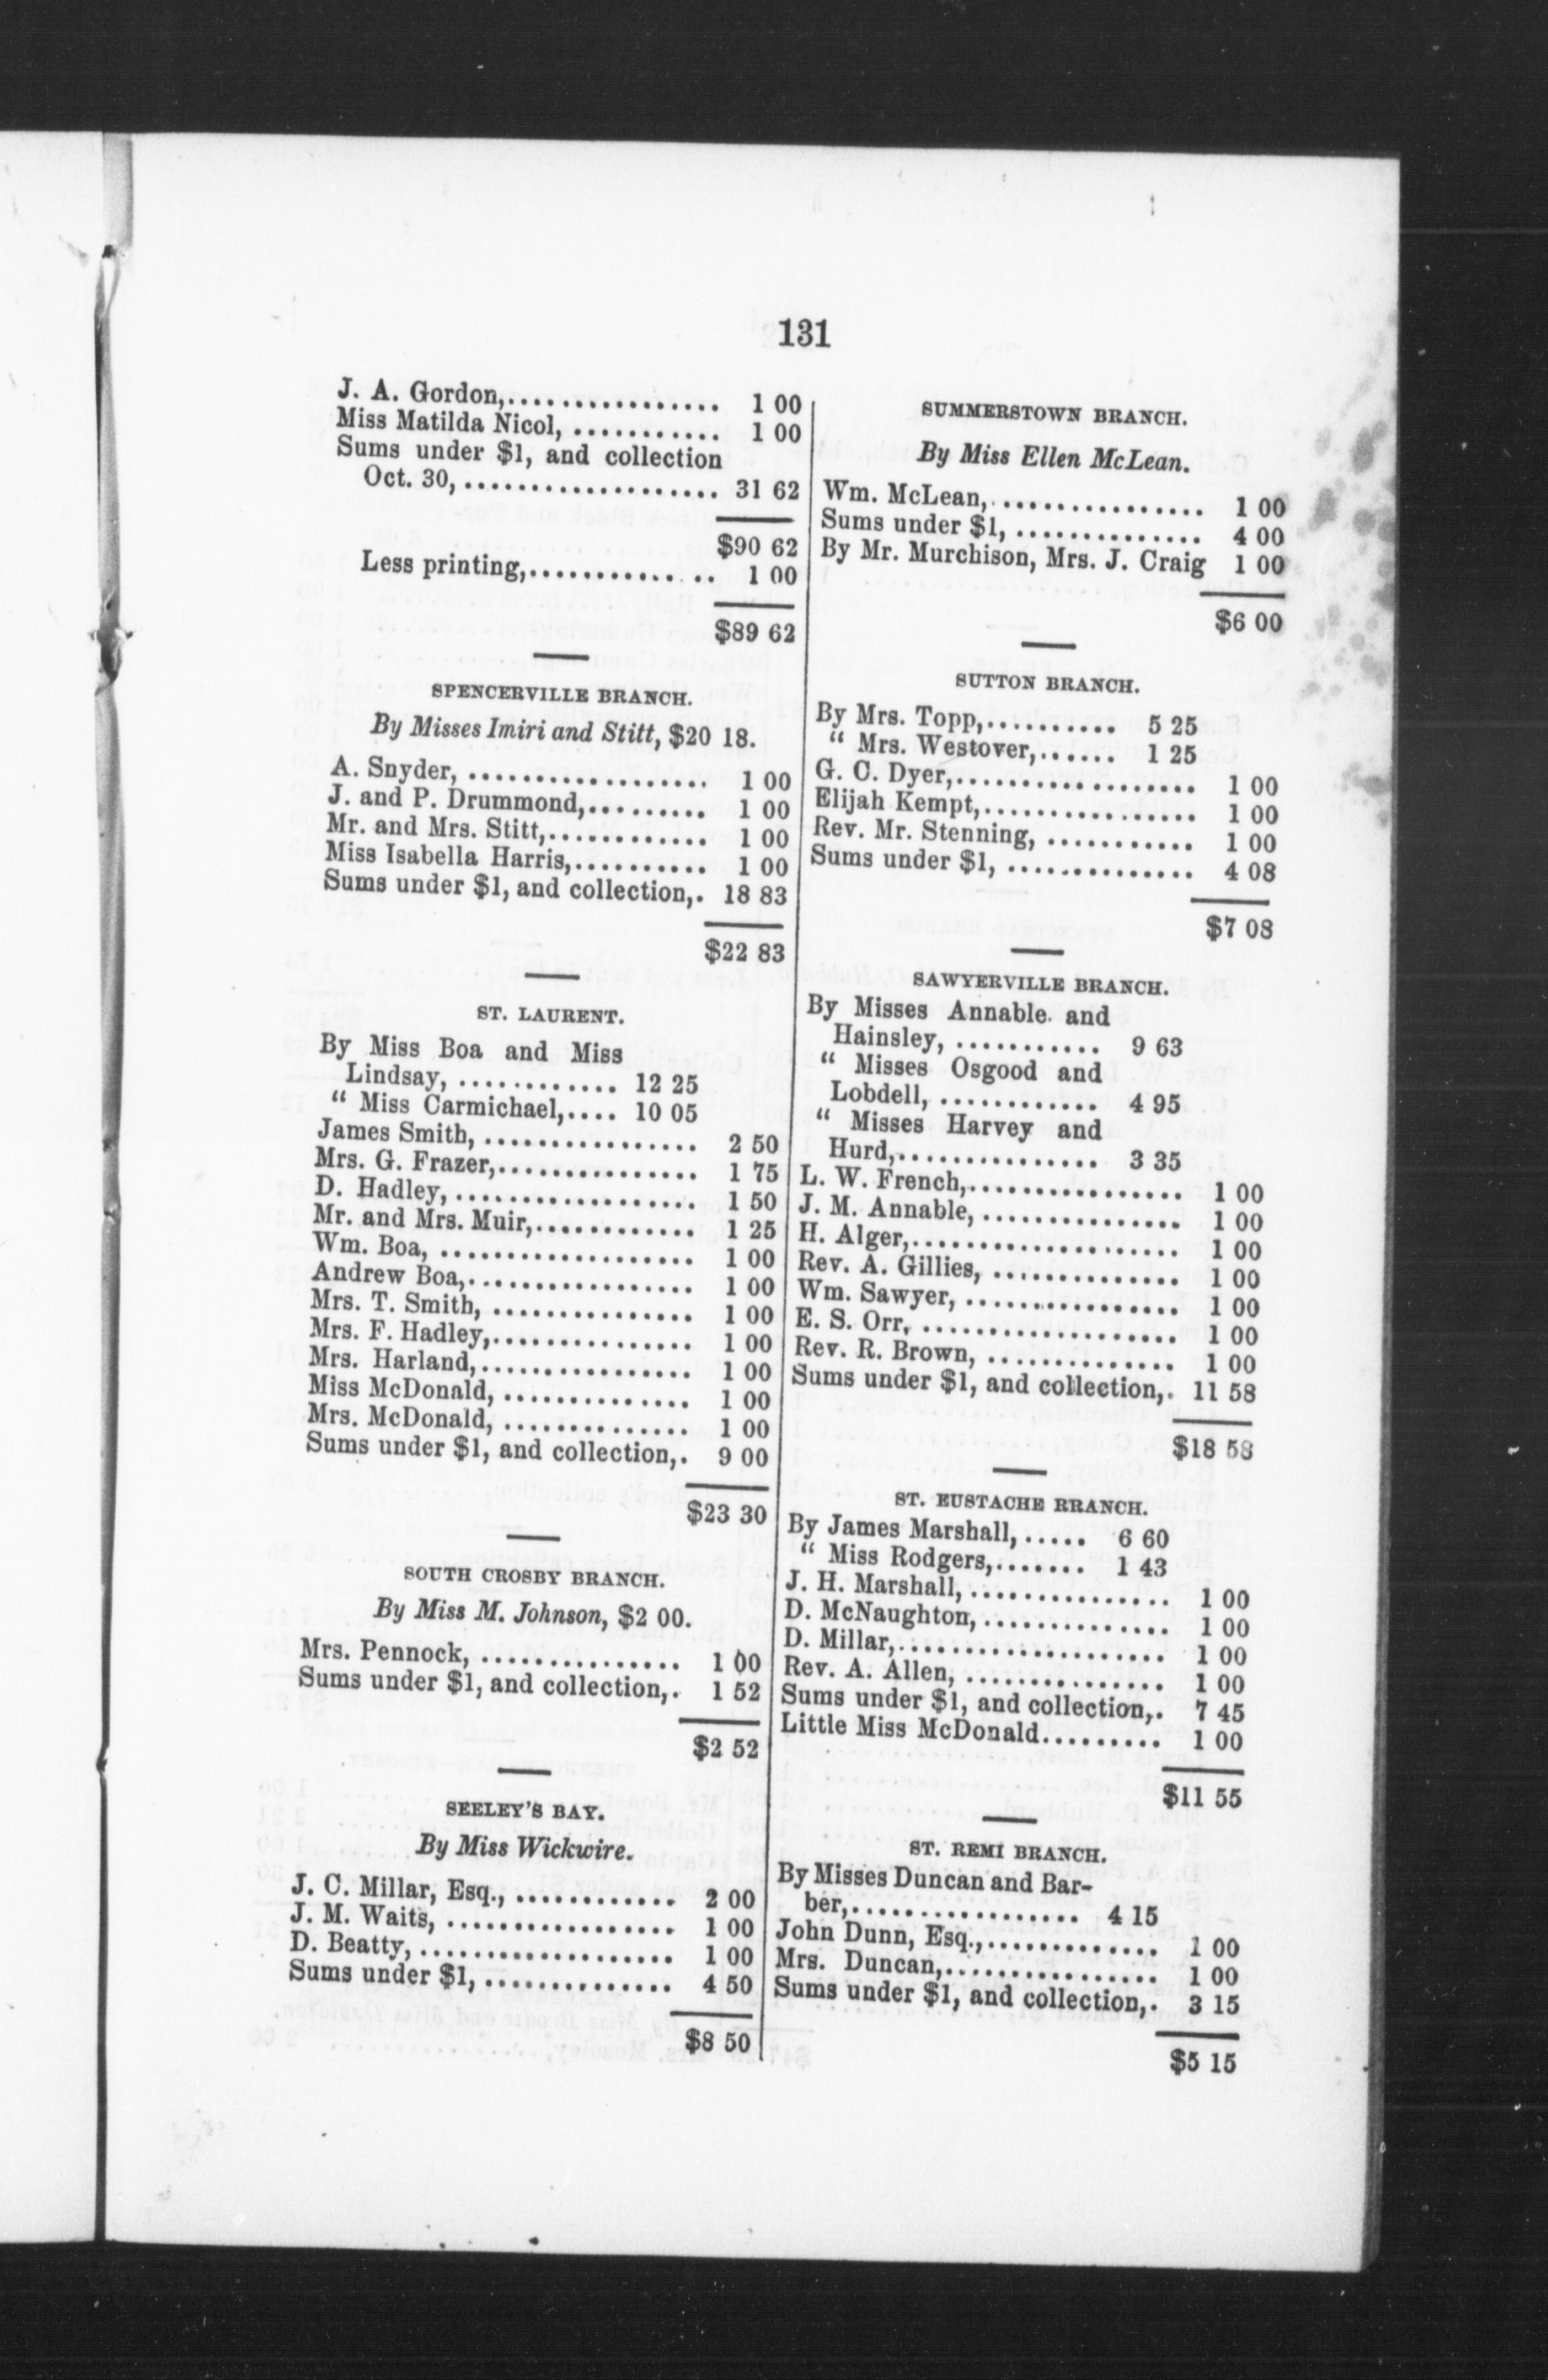 131
J. A. Gordon,................ 1 00
Miss Matilda Nicol, ........... 1 00
Sums under $1, and collection
Oct. 30, ................... 31 62
$90 62
Less printing,.............. 1 00
$89 62
SPENCERVILLE BRANCH.
By Misses Imiri and Stitt, $20 18.
A. Snyder, .................. 1 00
J. and P. Drummond,......... 1 00
Mr. and Mrs. Stitt,............ 1 00
Miss Isabella Harris,.......... 1 00
Sums under $1, and collection,. 18 83
$22 83
ST. LAURENT.
By Miss Boa and Miss
Lindsay, ............ 12 25
“ Miss Carmichael,.... 10 05
James Smith, ................ 2 50
Mrs. G. Frazer,............... 1 75
D. Hadley, .................. 1 50
Mr. and Mrs. Muir,............ 1 25
Wm. Boa, ................... 1 00
Andrew Boa,................. 1 00
Mrs. T. Smith, ............... 1 00
Mrs. F. Hadley,............... 1 00
Mrs. Harland,................ 1 00
Miss McDonald, .............. 1 00
Mrs. McDonald, .............. 1 00
Sums under $1, and collection,. 9 00
$23 30
SOUTH CROSBY BRANCH.
By Miss M. Johnson, $2 00.
Mrs. Pennock, ............... 1 00
Sums under $1, and collection,. 1 52
$2 52
SEELEY'S BAY.
By Miss Wickwire.
J. C. Millar, Esq., ............ 2 00
J. M. Waits, ................. 1 00
D. Beatty, ................... 1 00
Sums under $1, .............. 4 50
$8 50
SUMMERSTOWN BRANCH.
By Miss Ellen McLean.
Wm. McLean, ................ 1 00
Sums under $1, .............. 4 00
By Mr. Murchison, Mrs. J. Craig 1 00
$6 00
SUTTON BRANCH.
By Mrs. Topp,.......... 5 25
“ Mrs. Westover,...... 1 25
G. C. Dyer,.................. 1 00
Elijah Kempt,................ 1 00
Rev. Mr. Stenning, ........... 1 00
Sums under $1, .............. 4 08
$7 08
SAWYERVILLE BRANCH.
By Misses Annable and
Hainsley, ........... 9 63
“ Misses Osgood and
Lobdell, ............ 4 95
“ Misses Harvey and
Hurd,............... 3 35
L. W. French,................ 1 00
J. M. Annable, ............... 1 00
H. Alger,.................... 1 00
Rev. A. Gillies, .............. 1 00
Wm. Sawyer, ................ 1 00
E. S. Orr, ................... 1 00
Rev. R. Brown, .............. 1 00
Sums under $1, and collection,. 11 58
$18 58
ST. EUSTACHE BRANCH.
By James Marshall, ..... 6 60
“ Miss Rodgers,....... 1 43
J. H. Marshall, ............... 1 00
D. McNaughton, .............. 1 00
D. Millar,.................... 1 00
Rev. A. Allen, ............... 1 00
Sums under $1, and collection,. 7 45
Little Miss McDonald......... 1 00
$11 55
ST. REMI BRANCH.
By Misses Duncan and Bar-
ber,................. 4 15
John Dunn, Esq.,............. 1 00
Mrs. Duncan,................ 1 00
Sums under $1, and collection,. 3 15
$5 15